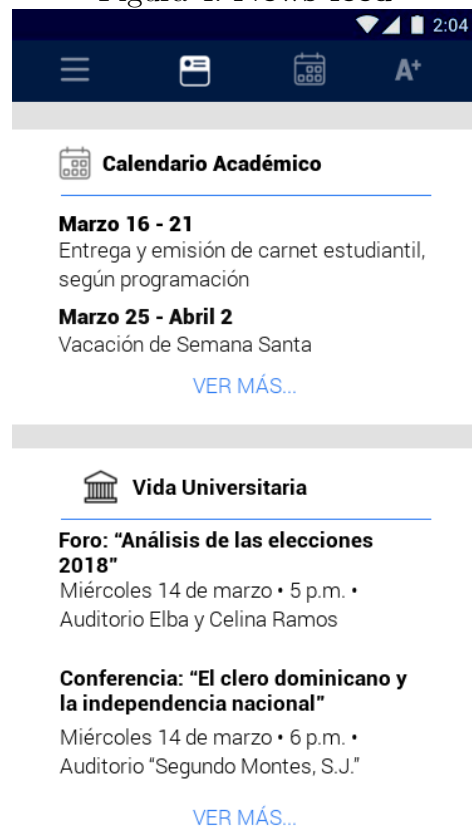 2:04
A+
Calendario Académico
Marzo 16 - 21
Entrega y emisión de carnet estudiantil,
según programación
Marzo 25 - Abril 2
Vacación de Semana Santa
VER MÁS...
Vida Universitaria
Foro: “Análisis de las elecciones
2018”
Miércoles 14 de marzo • 5 p.m. •
Auditorio Elba y Celina Ramos
Conferencia: “El clero dominicano y
la independencia nacional”
Miércoles 14 de marzo • 6 p.m. •
Auditorio “Segundo Montes, S.J.”
VER MÁS...